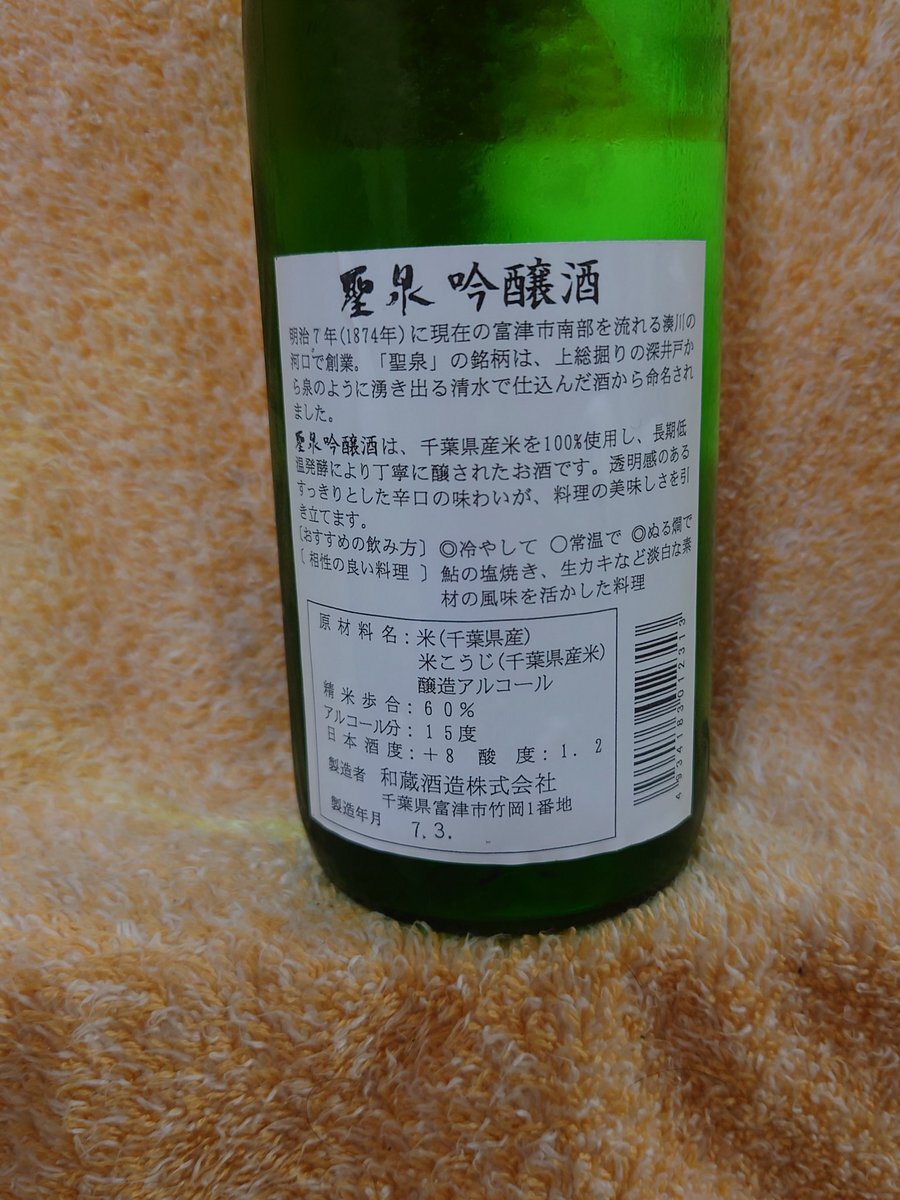 聖泉 吟醸酒
明治7年(1874年)に現在の富津市南部を流れる湊川の
河口で創業。「聖泉」の銘柄は、上総掘りの深井戸か
ら泉のように湧き出る清水で仕込んだ酒から命名され
ました。
聖泉吟醸酒は、千葉県産米を100%使用し、長期低
温発酵により丁寧に醸されたお酒です。透明感のある
すっきりとした辛口の味わいが、料理の美味しさを引
き立てます。
〔おすすめの飲み方〕◎冷やして ○常温で ◎ぬる燗で
〔 相性の良い料理 〕鮎の塩焼き、生カキなど淡白な素
材の風味を活かした料理
原材料名:米(千葉県産)
米こうじ(千葉県産米)
醸造アルコール
精米歩合:60%
アルコール分:15度
日本酒度:+8 酸度:1.2
製造者 和蔵酒造株式会社
千葉県富津市竹岡1番地
製造年月 7.3.
4934183012313